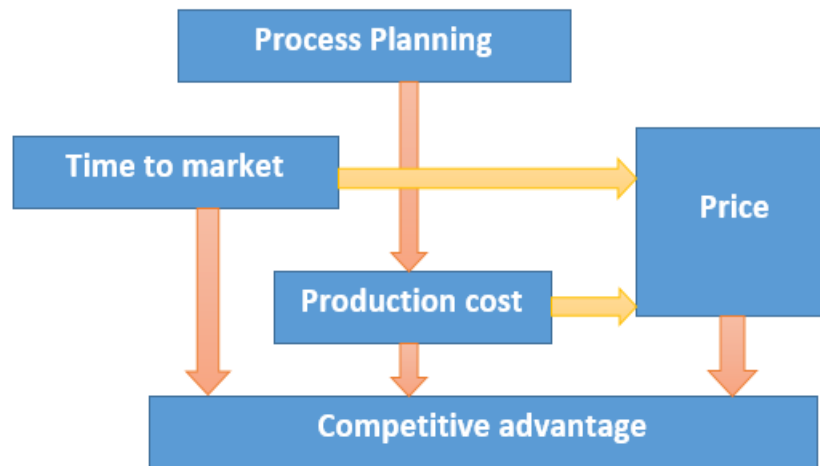 Process Planning
Time to market
Price
Production cost
Competitive advantage